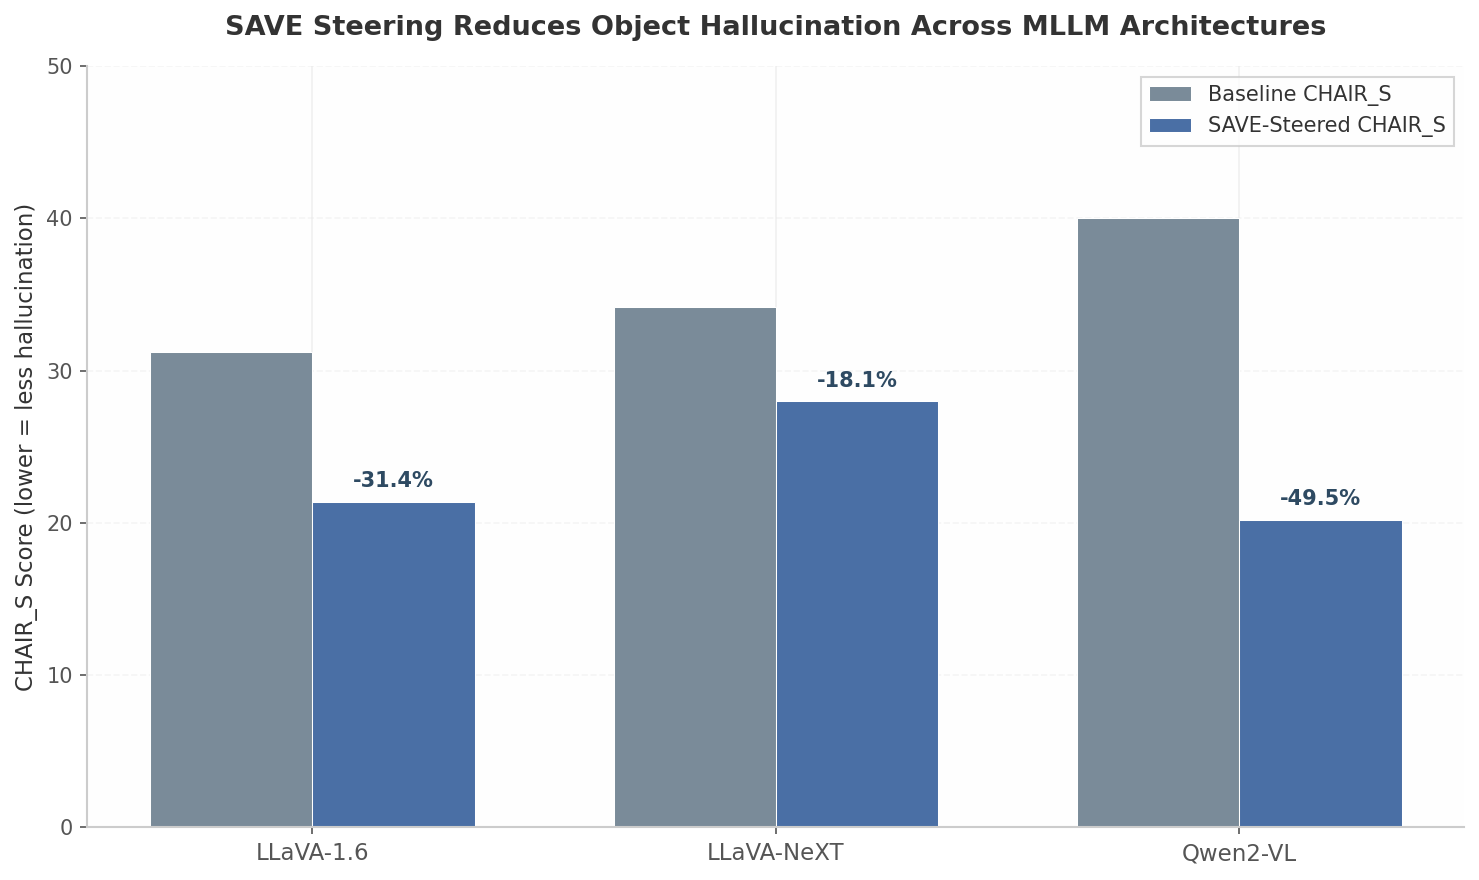 SAVE Steering Reduces Object Hallucination Across MLLM Architectures
CHAIR_S Score (lower = less hallucination)
50
40
30
20
10
0
Baseline CHAIR_S
SAVE-Steered CHAIR_S
-31.4%
-18.1%
-49.5%
LLaVA-1.6
LLaVA-NeXT
Qwen2-VL